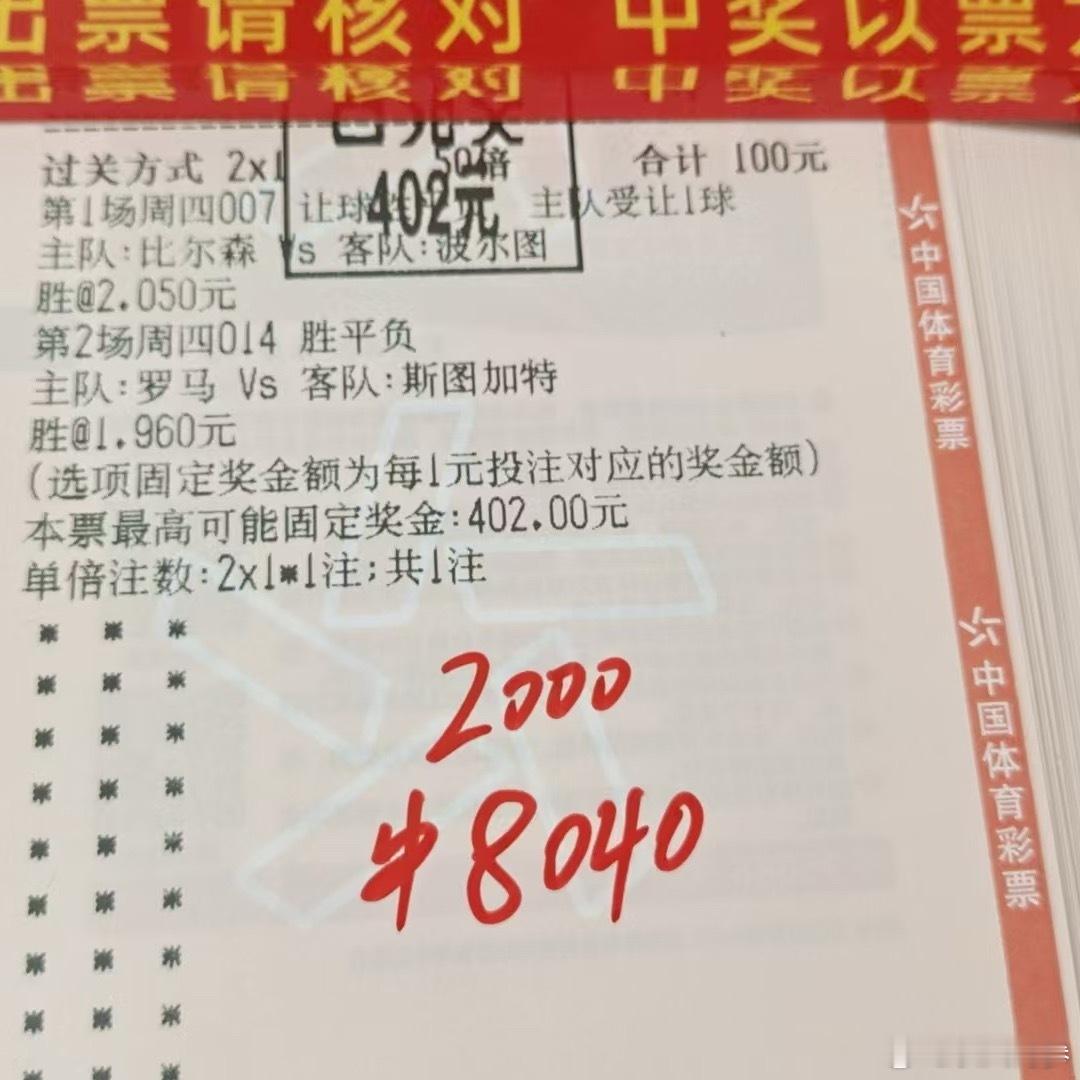 出票请核对 中奖以票
出票请核对 中奖以票
已兑奖
402元
过关方式 2x1 50倍 合计 100元
第1场周四007 让球胜平负 主队受让1球
主队:比尔森 Vs 客队:波尔图
胜@2.050元
第2场周四014 胜平负
主队:罗马 Vs 客队:斯图加特
胜@1.960元
(选项固定奖金额为每1元投注对应的奖金额)
本票最高可能固定奖金:402.00元
单倍注数:2x1*1注;共1注
2000
中8040
中国体育彩票
中国体育彩票